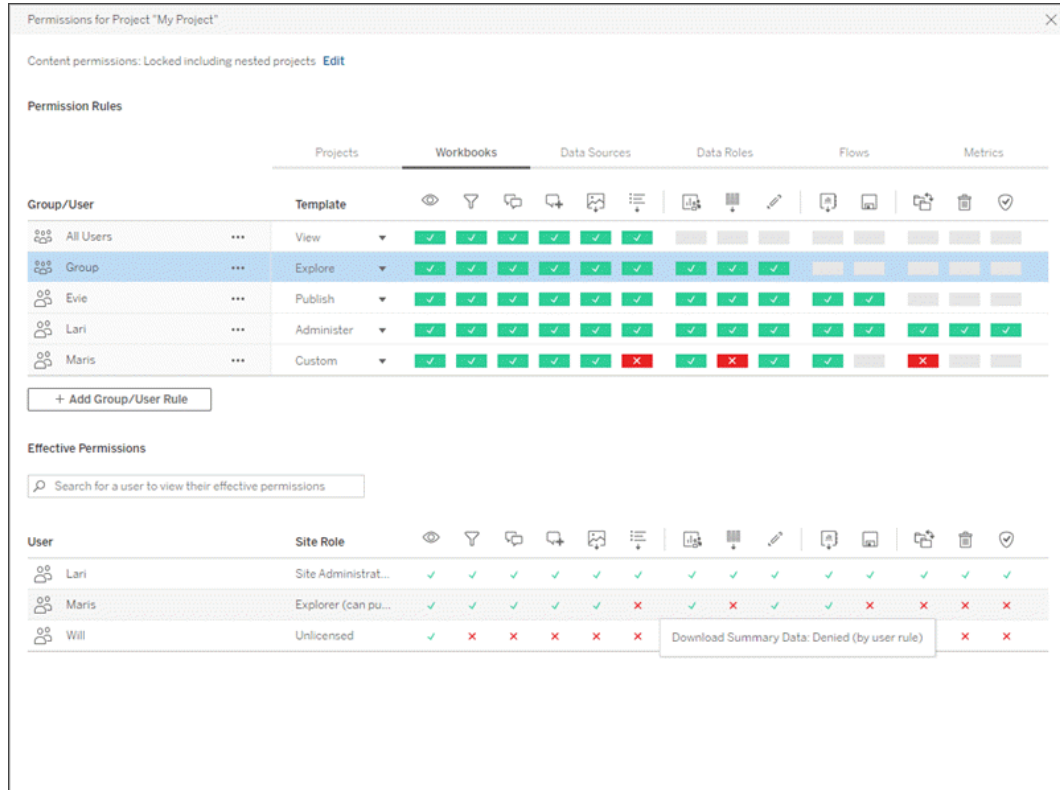 Permissions for Project "My Project"
Content permissions: Locked including nested projects Edit
Permission Rules
Projects Workbooks Data Sources Data Roles Flows Metrics
Group/User Template
All Users ••• View
Group ••• Explore
Evie ••• Publish
Lari ••• Administer
Maris ••• Custom
+ Add Group/User Rule
Effective Permissions
Search for a user to view their effective permissions
User Site Role
Lari Site Administrat...
Maris Explorer (can pu...
Will Unlicensed
Download Summary Data: Denied (by user rule)